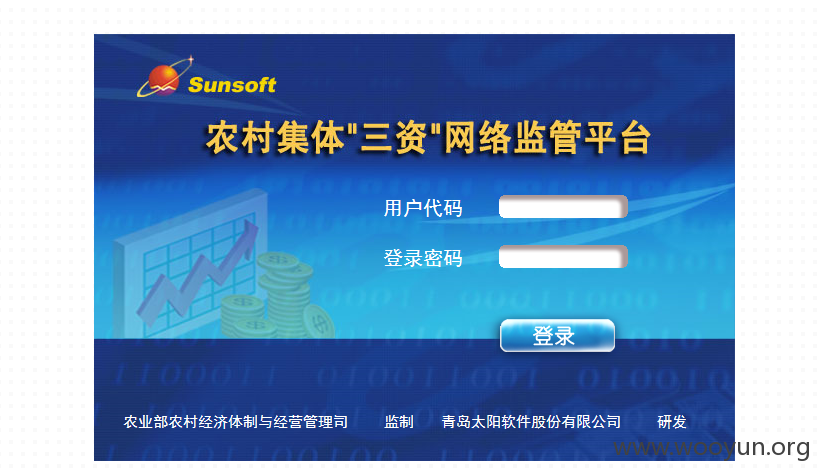 Sunsoft
农村集体"三资"网络监管平台
用户代码
登录密码
登录
农业部农村经济体制与经营管理司 监制 青岛太阳软件股份有限公司 研发
www.wooyun.org